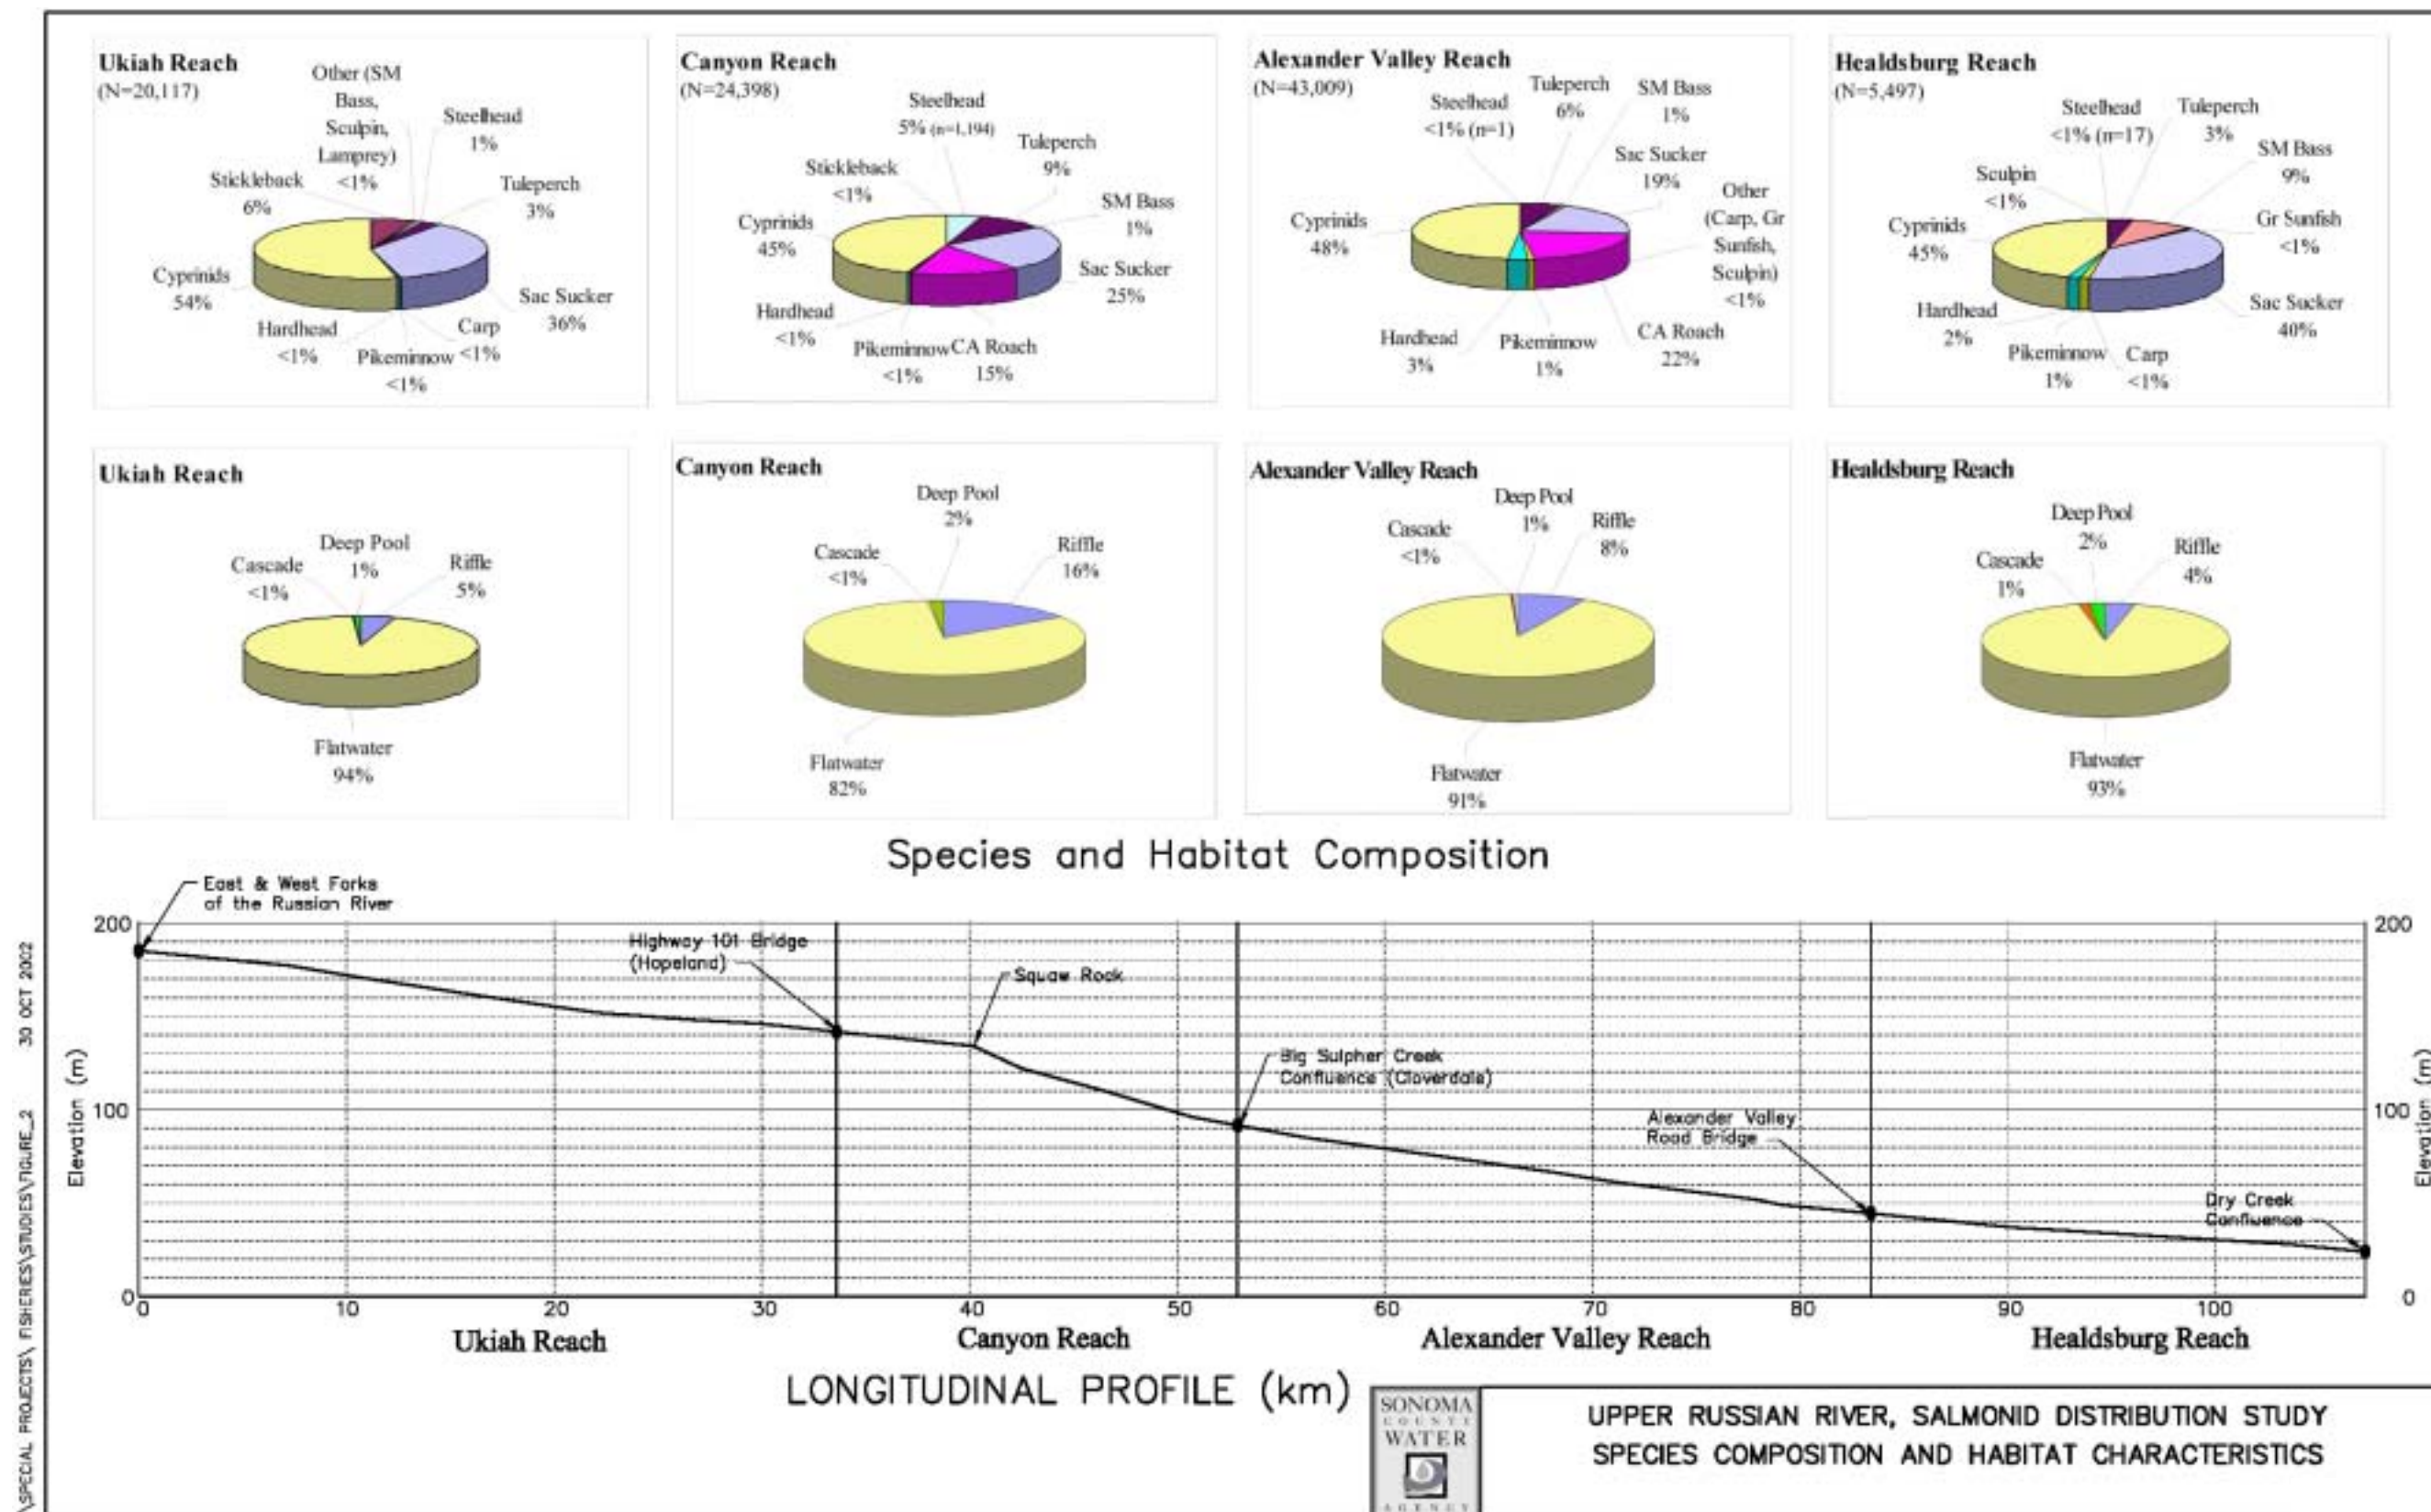 Ukiah Reach
(N=20,117)
Other (SM
Bass,
Sculpin,
Lamprey)
<1%
Steelhead
1%
Stickleback
6%
Tuleperch
3%
Cyprinids
54%
Sac Sucker
36%
Hardhead
<1%
Pikeminnow
<1%
Carp
<1%
Canyon Reach
(N=24,398)
Steelhead
5% (n=1,194)
Tuleperch
9%
Stickleback
<1%
SM Bass
1%
Cyprinids
45%
Sac Sucker
25%
Hardhead
<1%
Pikeminnow
<1%
CA Roach
15%
Alexander Valley Reach
(N=43,009)
Steelhead
<1% (n=1)
Tuleperch
6%
SM Bass
1%
Sac Sucker
19%
Other
(Carp, Gr
Sunfish,
Sculpin)
<1%
Cyprinids
48%
Hardhead
3%
Pikeminnow
1%
CA Roach
22%
Healdsburg Reach
(N=5,497)
Steelhead
<1% (n=17)
Tuleperch
3%
SM Bass
9%
Sculpin
<1%
Gr Sunfish
<1%
Cyprinids
45%
Sac Sucker
40%
Hardhead
2%
Pikeminnow
1%
Carp
<1%
Ukiah Reach
Deep Pool
1%
Cascade
<1%
Riffle
5%
Flatwater
94%
Canyon Reach
Deep Pool
2%
Cascade
<1%
Riffle
16%
Flatwater
82%
Alexander Valley Reach
Deep Pool
1%
Cascade
<1%
Riffle
8%
Flatwater
91%
Healdsburg Reach
Deep Pool
2%
Cascade
1%
Riffle
4%
Flatwater
93%
Species and Habitat Composition
East & West Forks
of the Russian River
Highway 101 Bridge
(Hopeland)
Squaw Rock
Big Sulpher Creek
Confluence (Cloverdale)
Alexander Valley
Road Bridge
Dry Creek
Confluence
200
100
0
Elevation (m)
200
100
0
Elevation (m)
0 10 20 30 40 50 60 70 80 90 100
Ukiah Reach Canyon Reach Alexander Valley Reach Healdsburg Reach
LONGITUDINAL PROFILE (km)
SONOMA
COUNTY
WATER
AGENCY
UPPER RUSSIAN RIVER, SALMONID DISTRIBUTION STUDY
SPECIES COMPOSITION AND HABITAT CHARACTERISTICS
\SPECIAL PROJECTS\ FISHERIES\STUDIES\FIGURE_2 30 OCT 2002